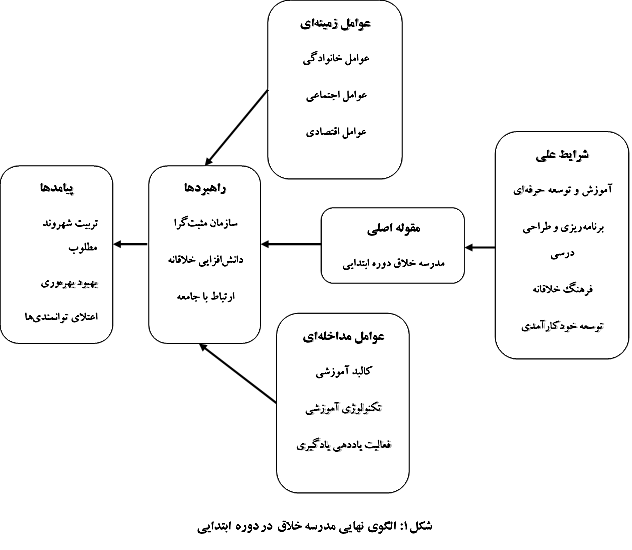 عوامل زمینه‌ای
عوامل خانوادگی
عوامل اجتماعی
عوامل اقتصادی
شرایط علی
آموزش و توسعه حرفه‌ای
برنامه‌ریزی و طراحی
درسی
فرهنگ خلاقانه
توسعه خودکارآمدی
مقوله اصلی
مدرسه خلاق دوره ابتدایی
راهبردها
سازمان مثبت‌گرا
دانش‌افزایی خلاقانه
ارتباط با جامعه
پیامدها
تربیت شهروند
مطلوب
بهبود بهره‌وری
اعتلای توانمندی‌ها
عوامل مداخله‌ای
کالبد آموزشی
تکنولوژی آموزشی
فعالیت یاددهی یادگیری
شکل۱: الگوی نهایی مدرسه خلاق در دوره ابتدایی